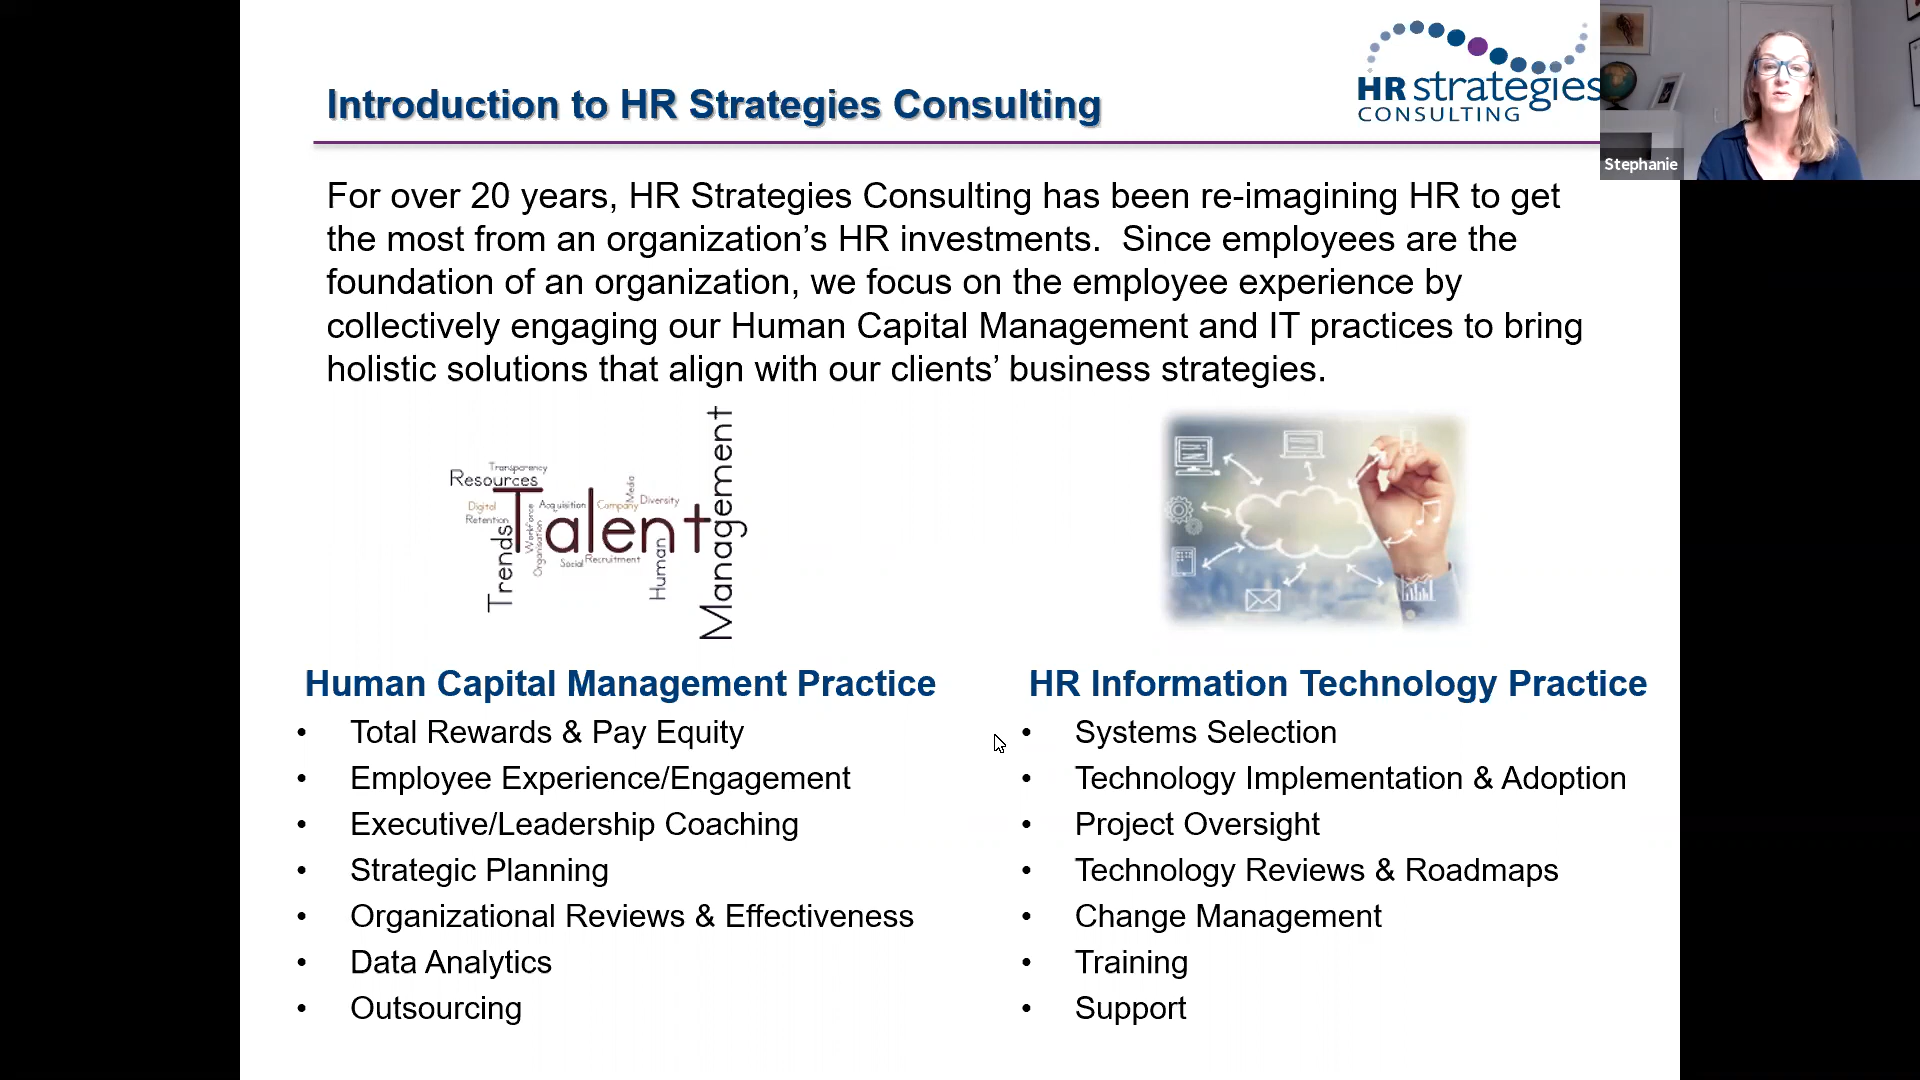 Introduction to HR Strategies Consulting
HR strategies
CONSULTING
Stephanie
For over 20 years, HR Strategies Consulting has been re-imagining HR to get
the most from an organization’s HR investments.  Since employees are the
foundation of an organization, we focus on the employee experience by
collectively engaging our Human Capital Management and IT practices to bring
holistic solutions that align with our clients’ business strategies.
Transparency
Resources
Digital
Retention
Trends
Workforce
Organisation
Acquisition
Talent
Company
Media
Diversity
Social
Recruitment
Human
Management
Human Capital Management Practice
• Total Rewards & Pay Equity
• Employee Experience/Engagement
• Executive/Leadership Coaching
• Strategic Planning
• Organizational Reviews & Effectiveness
• Data Analytics
• Outsourcing
HR Information Technology Practice
• Systems Selection
• Technology Implementation & Adoption
• Project Oversight
• Technology Reviews & Roadmaps
• Change Management
• Training
• Support